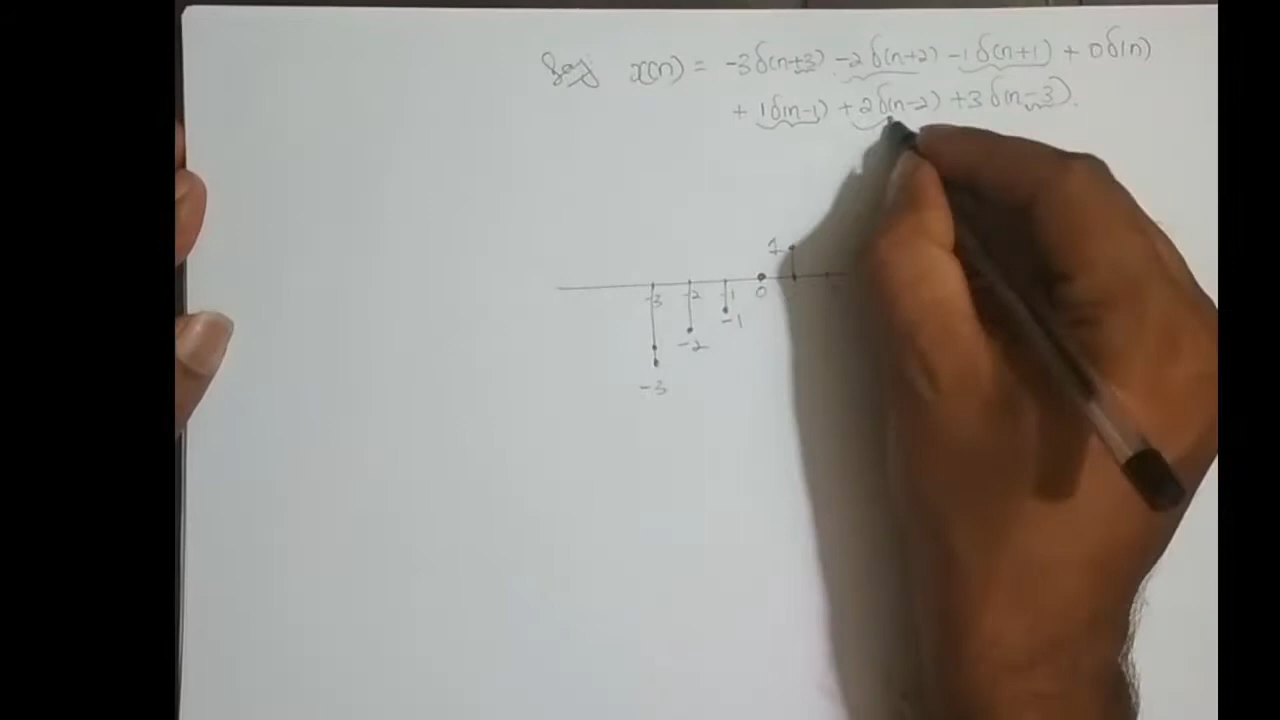 Say x(n) = -3δ(n+3) -2δ(n+2) -1δ(n+1) + 0δ(n)
+ 1δ(n-1) + 2δ(n-2) +3δ(n-3).
1
-3 -2 -1 0
-1
-2
-3